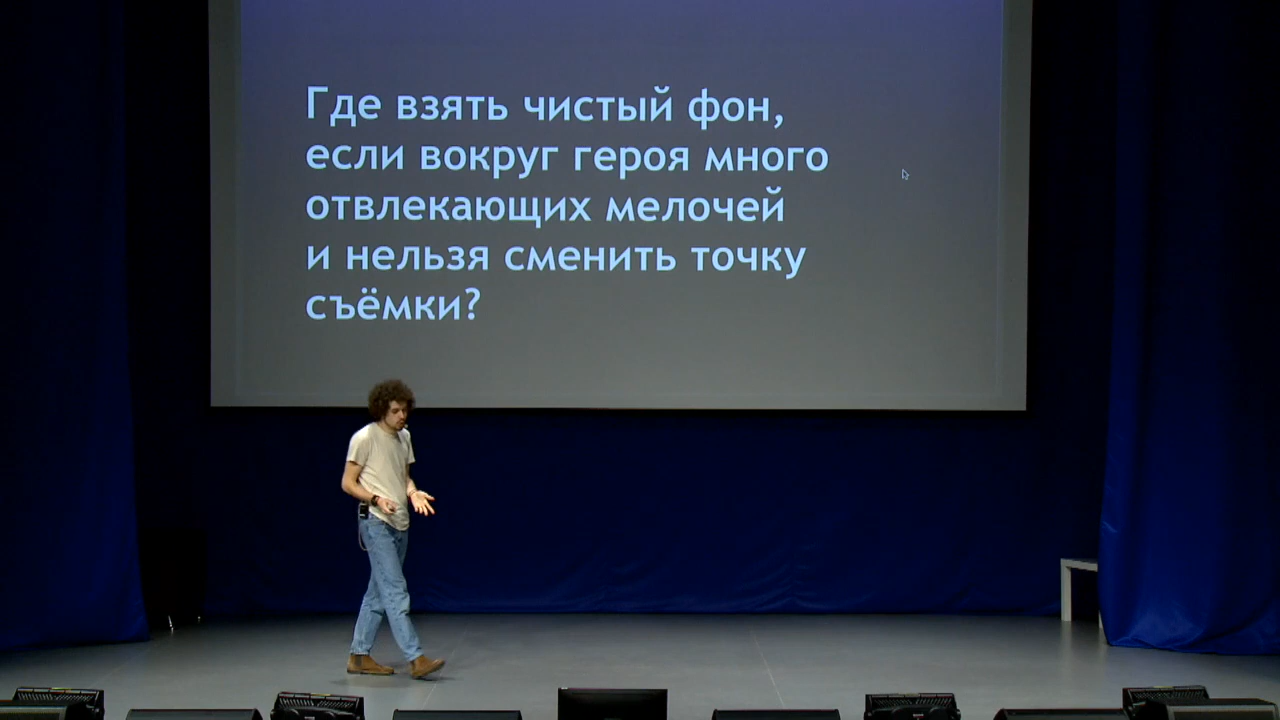 Где взять чистый фон,
если вокруг героя много
отвлекающих мелочей
и нельзя сменить точку
съёмки?